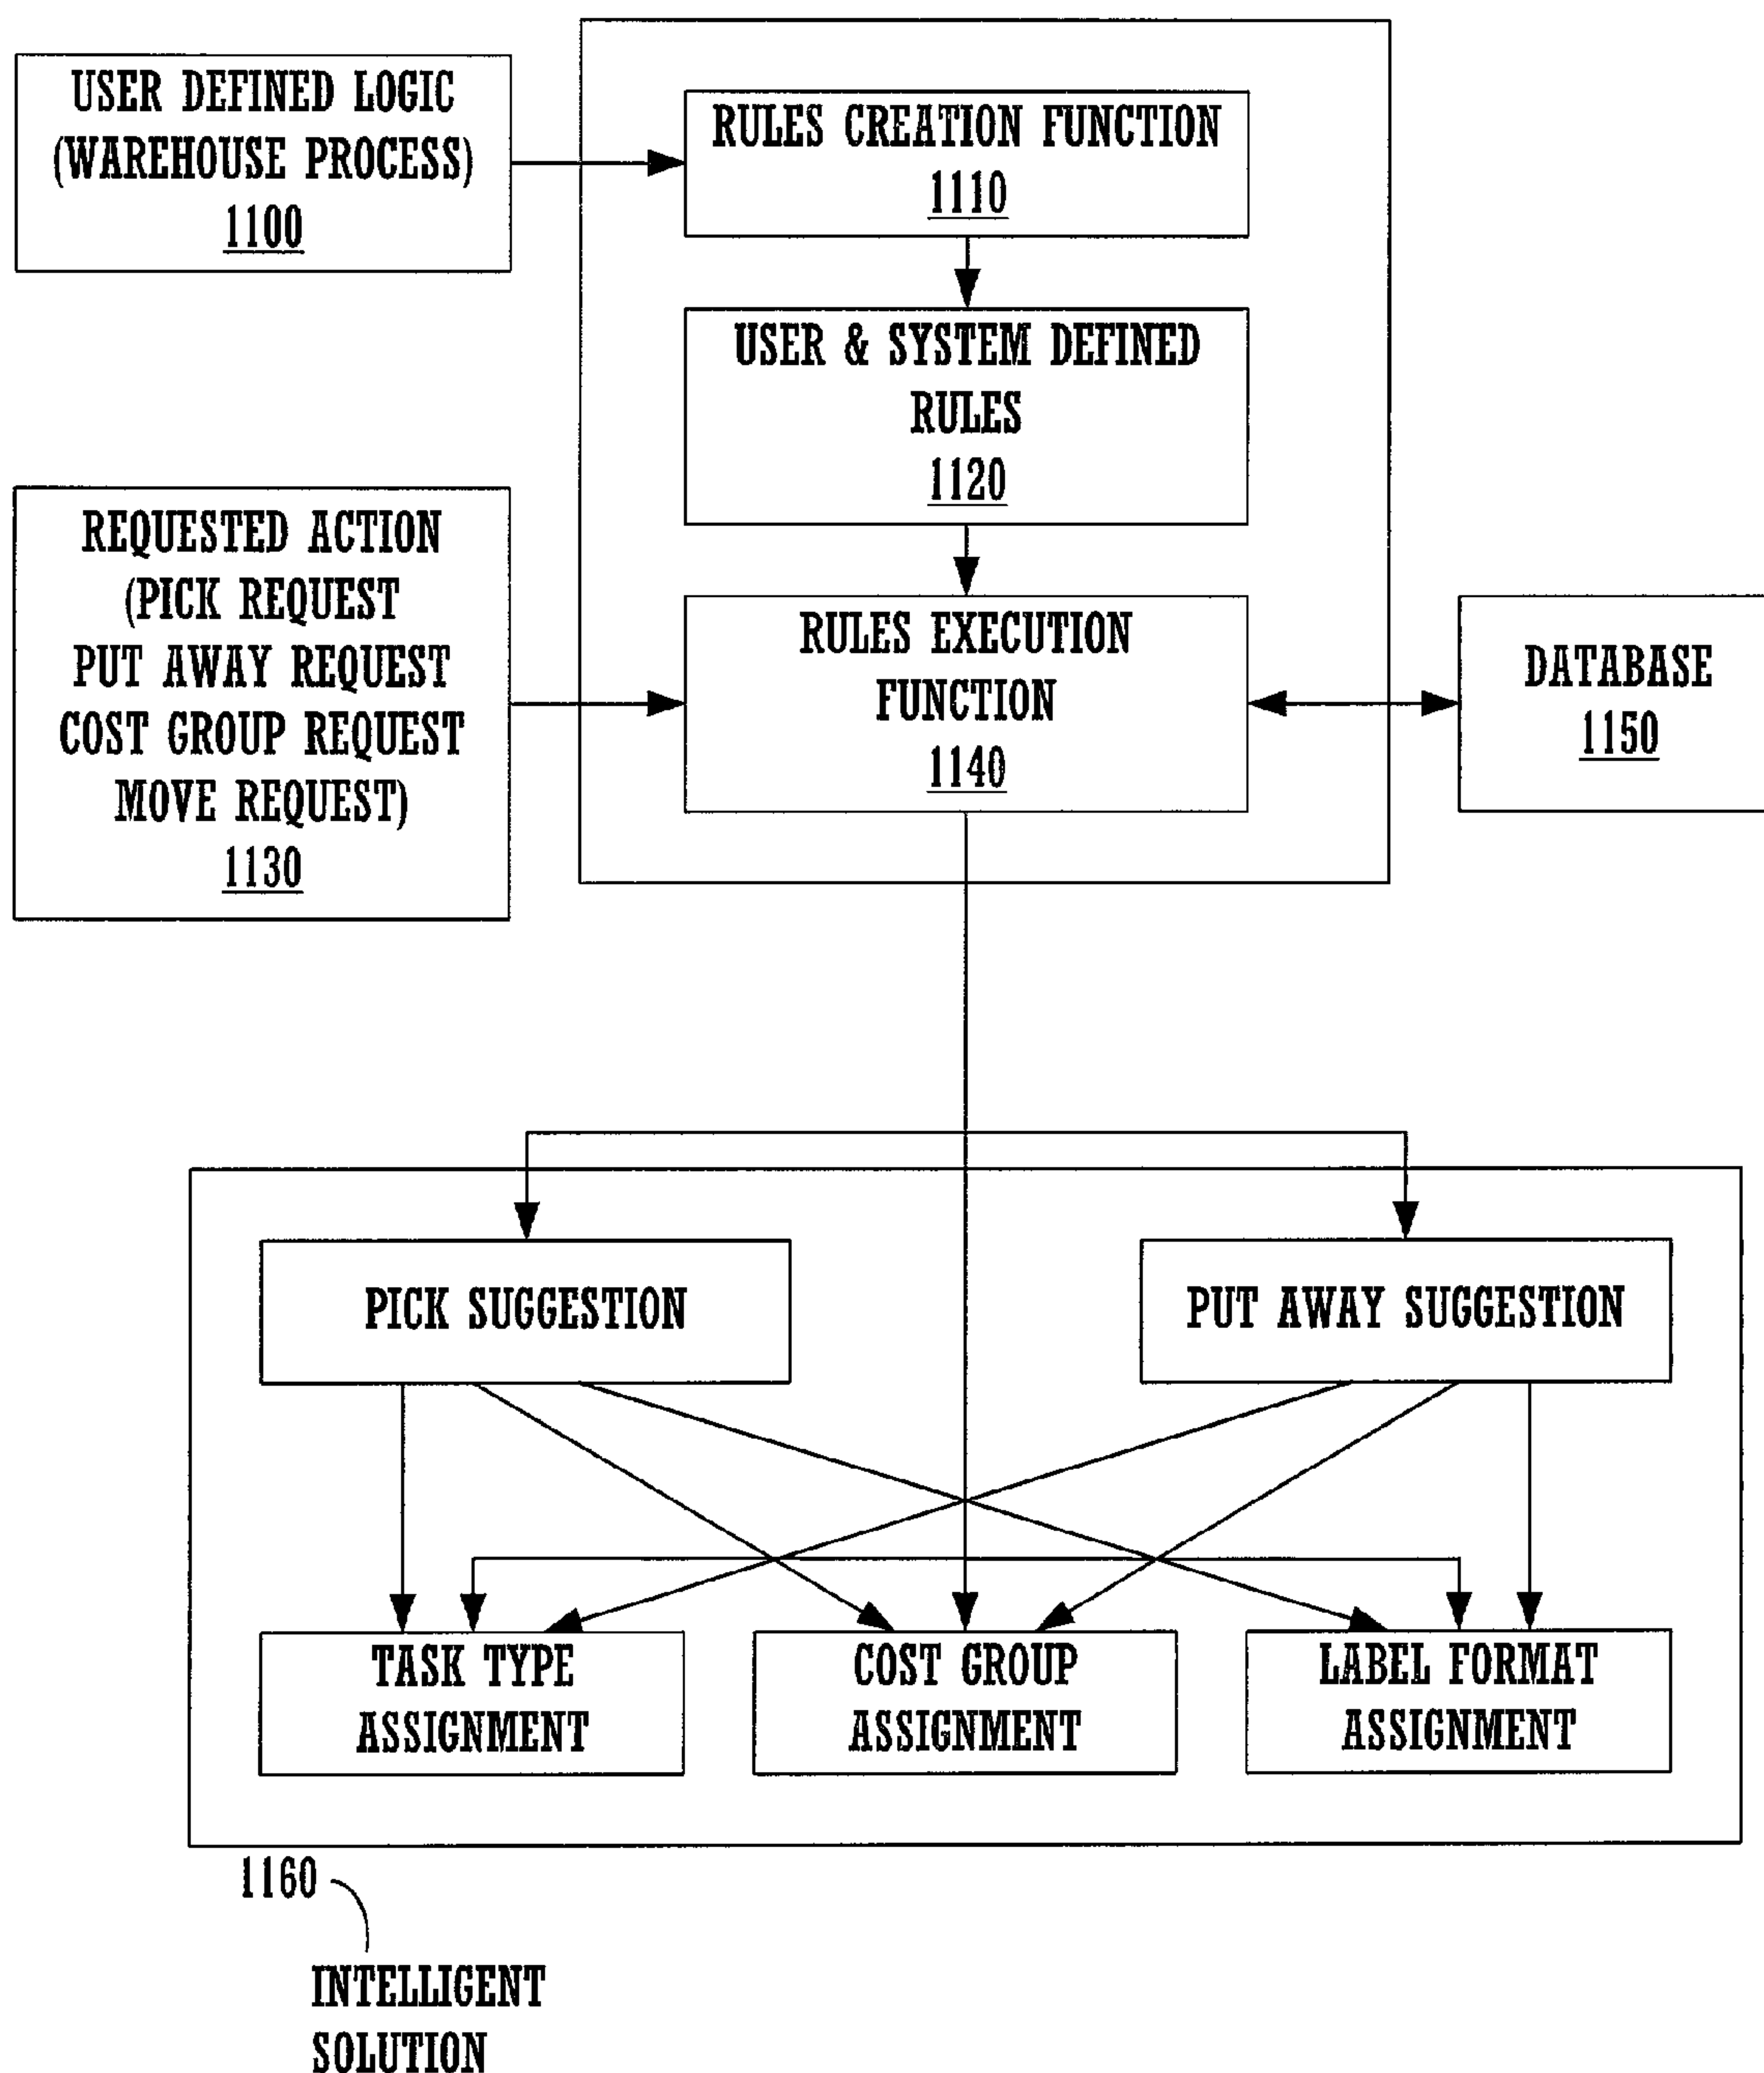 USER DEFINED LOGIC
(WAREHOUSE PROCESS)
1100
RULES CREATION FUNCTION
1110
USER & SYSTEM DEFINED
RULES
1120
REQUESTED ACTION
(PICK REQUEST
PUT AWAY REQUEST
COST GROUP REQUEST
MOVE REQUEST)
1130
RULES EXECUTION
FUNCTION
1140
DATABASE
1150
PICK SUGGESTION
PUT AWAY SUGGESTION
TASK TYPE
ASSIGNMENT
COST GROUP
ASSIGNMENT
LABEL FORMAT
ASSIGNMENT
1160
INTELLIGENT
SOLUTION